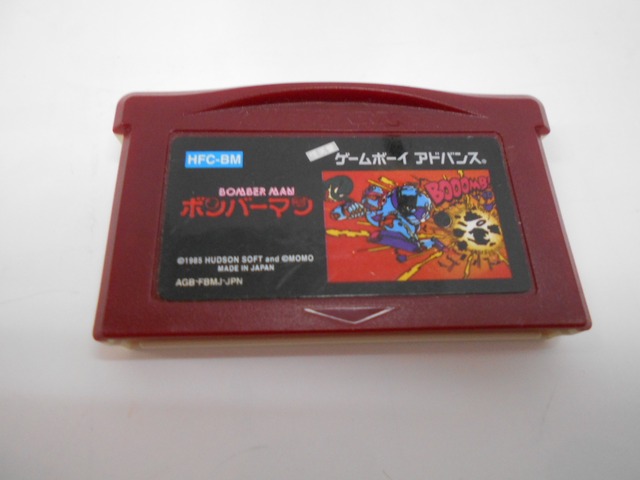 HFC-BM
ゲームボーイ アドバンス®
BOMBER MAN
ボンバーマン
BOOOMB!
©1985 HUDSON SOFT and ©MOMO
MADE IN JAPAN
AGB-FBMJ-JPN